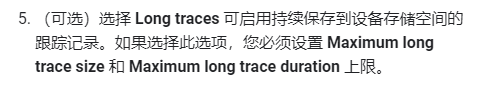 5. （可选）选择 Long traces 可启用持续保存到设备存储空间的
跟踪记录。如果选择此选项，您必须设置 Maximum long
trace size 和 Maximum long trace duration 上限。